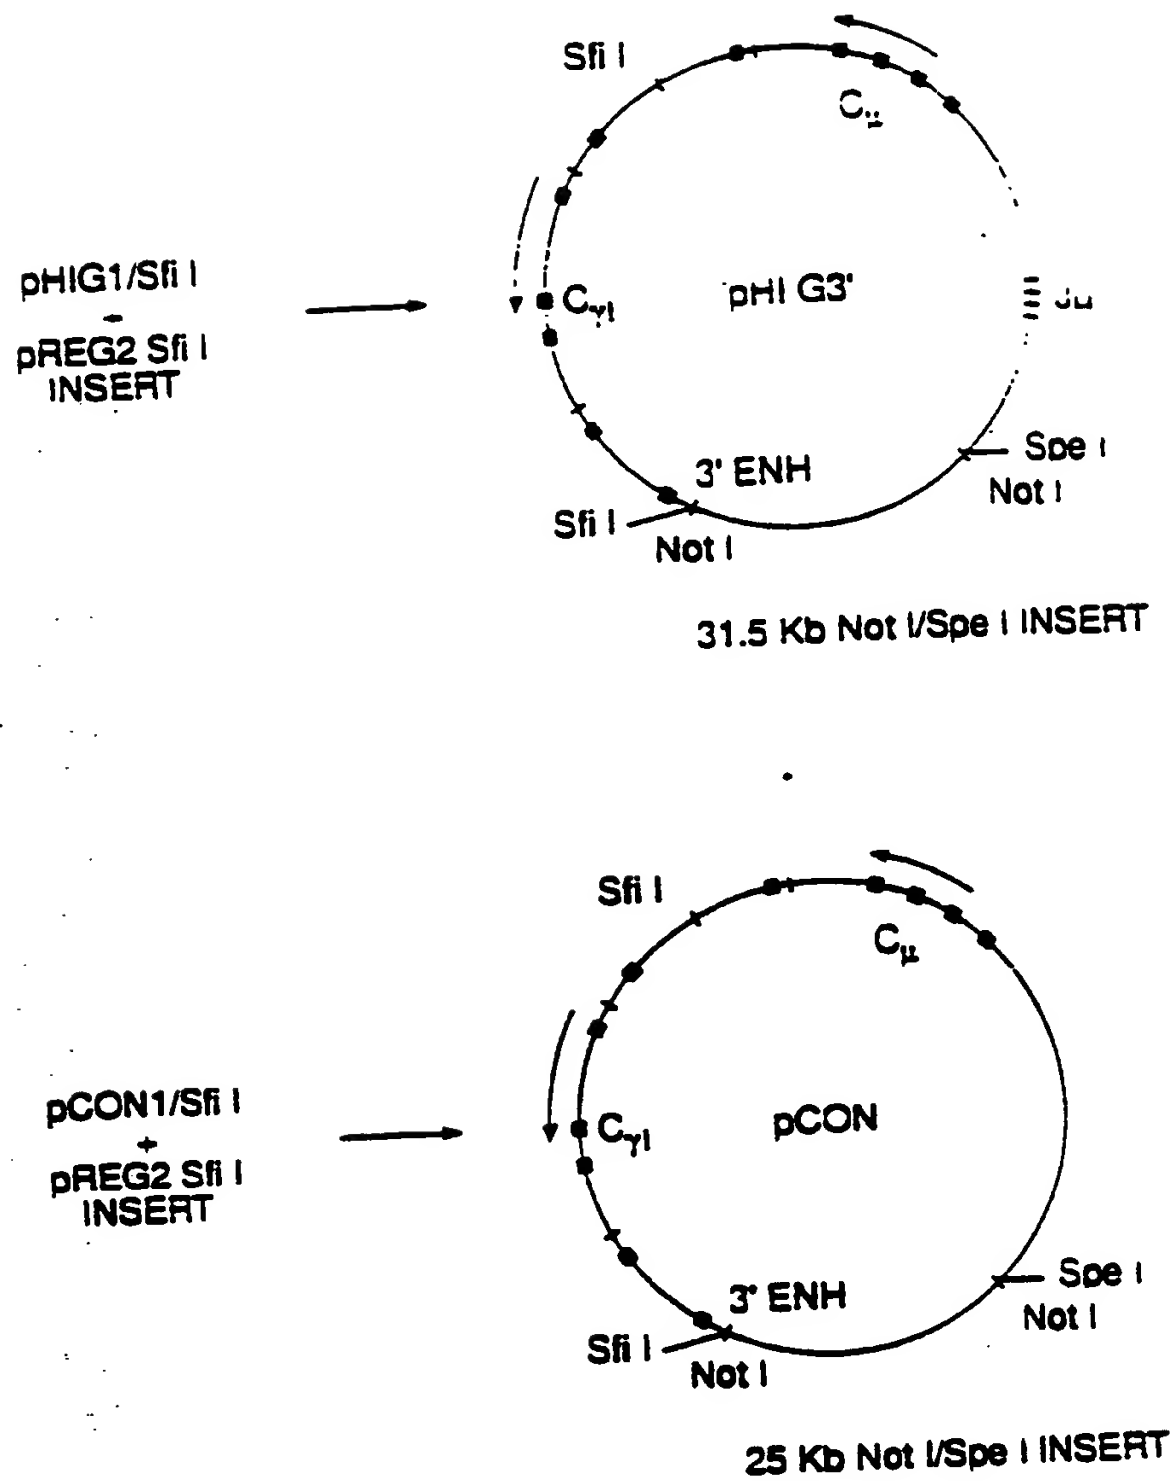 Sfi I
Cμ
pHIG1/Sfi I
pREG2 Sfi I
INSERT
Cγ1
pHI G3'
3' ENH
Spe I
Not I
Sfi I
Not I
31.5 Kb Not I/Spe I INSERT
Sfi I
Cμ
pCON1/Sfi I
+
pREG2 Sfi I
INSERT
Cγ1
pCON
3' ENH
Spe I
Not I
Sfi I
Not I
25 Kb Not I/Spe I INSERT